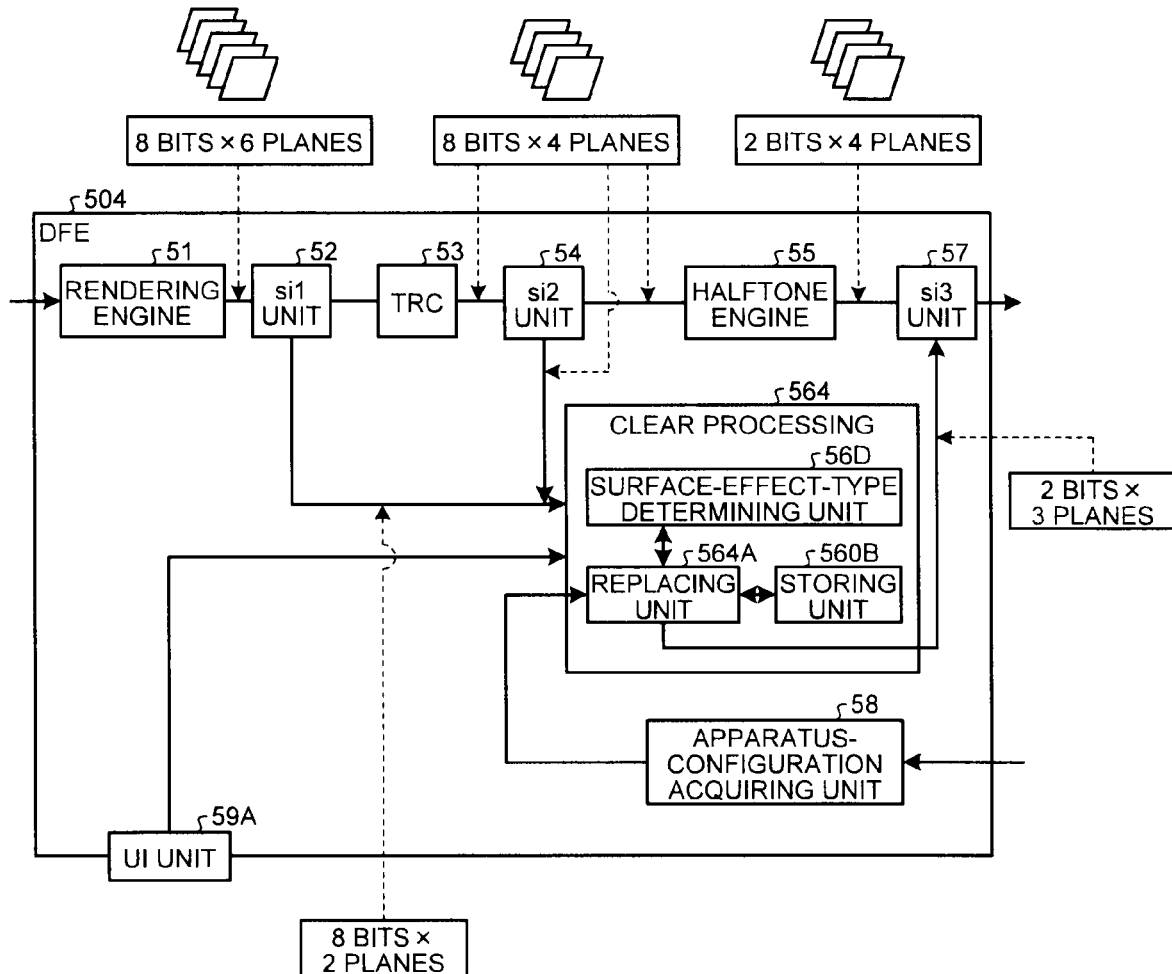 8 BITS × 6 PLANES
8 BITS × 4 PLANES
2 BITS × 4 PLANES
504
DFE
51
RENDERING
ENGINE
52
si1
UNIT
53
TRC
54
si2
UNIT
55
HALFTONE
ENGINE
57
si3
UNIT
564
CLEAR PROCESSING
56D
SURFACE-EFFECT-TYPE
DETERMINING UNIT
564A
REPLACING
UNIT
560B
STORING
UNIT
2 BITS ×
3 PLANES
58
APPARATUS-
CONFIGURATION
ACQUIRING UNIT
59A
UI UNIT
8 BITS ×
2 PLANES